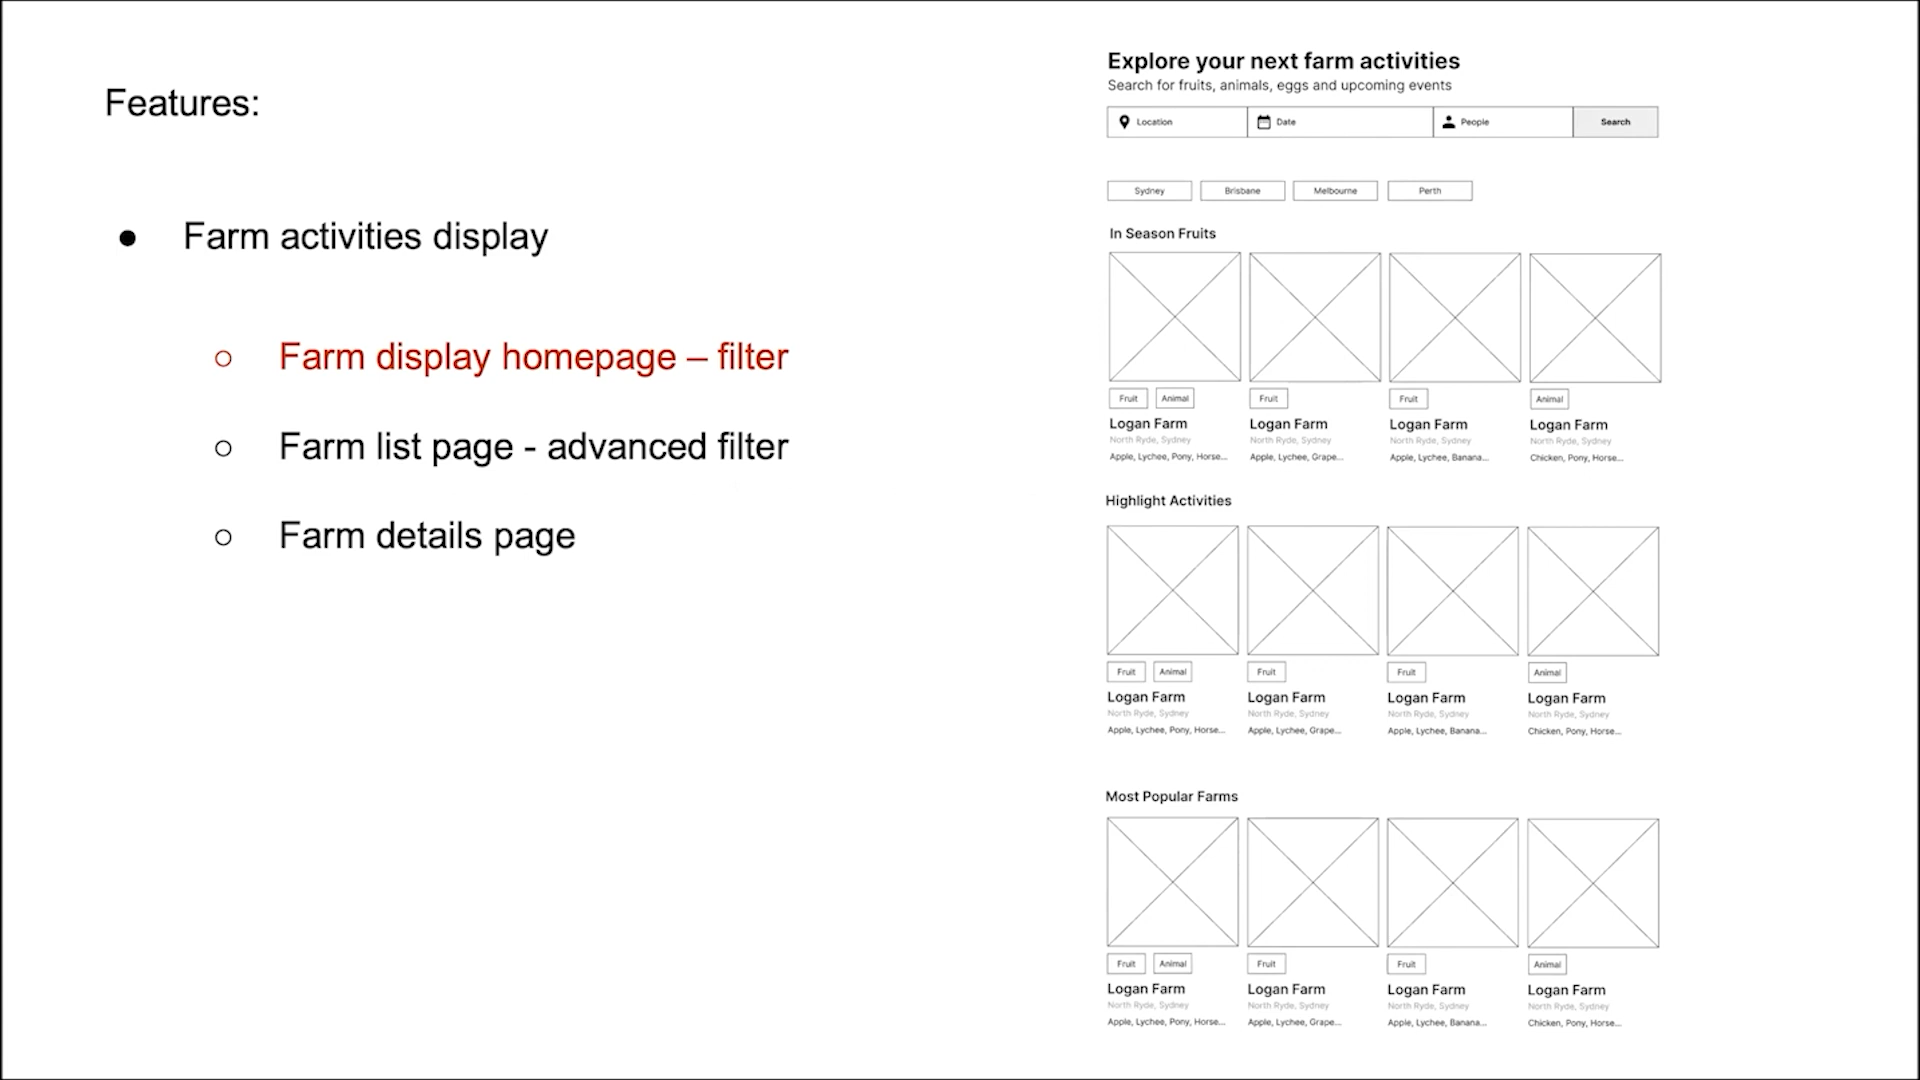 Features:
● Farm activities display
○ Farm display homepage – filter
○ Farm list page - advanced filter
○ Farm details page
Explore your next farm activities
Search for fruits, animals, eggs and upcoming events
Location Date People Search
Sydney Brisbane Melbourne Perth
In Season Fruits
Fruit Animal Fruit Fruit Animal
Logan Farm Logan Farm Logan Farm Logan Farm
North Ryde, Sydney North Ryde, Sydney North Ryde, Sydney North Ryde, Sydney
Apple, Lychee, Pony, Horse... Apple, Lychee, Grape... Apple, Lychee, Banana... Chicken, Pony, Horse...
Highlight Activities
Fruit Animal Fruit Fruit Animal
Logan Farm Logan Farm Logan Farm Logan Farm
North Ryde, Sydney North Ryde, Sydney North Ryde, Sydney North Ryde, Sydney
Apple, Lychee, Pony, Horse... Apple, Lychee, Grape... Apple, Lychee, Banana... Chicken, Pony, Horse...
Most Popular Farms
Fruit Animal Fruit Fruit Animal
Logan Farm Logan Farm Logan Farm Logan Farm
North Ryde, Sydney North Ryde, Sydney North Ryde, Sydney North Ryde, Sydney
Apple, Lychee, Pony, Horse... Apple, Lychee, Grape... Apple, Lychee, Banana... Chicken, Pony, Horse...